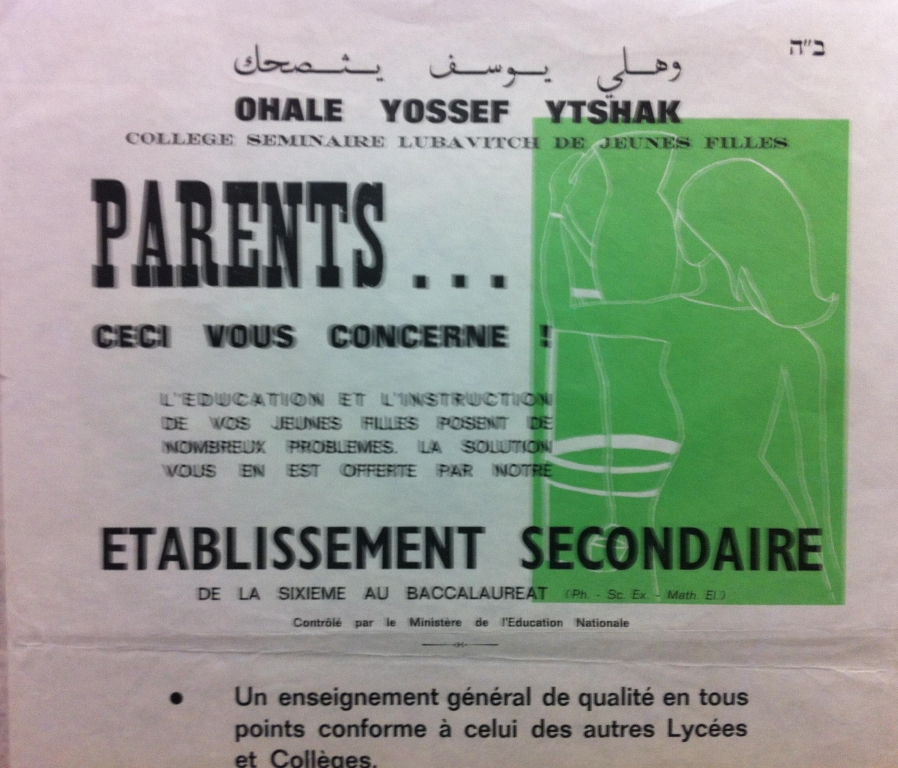 ב"ה
وهلي يوسف يتصحك
OHALE YOSSEF YTSHAK
COLLEGE SEMINAIRE LUBAVITCH DE JEUNES FILLES
PARENTS . . .
CECI VOUS CONCERNE !
L'EDUCATION ET L'INSTRUCTION
DE VOS JEUNES FILLES POSENT DE
NOMBREUX PROBLEMES. LA SOLUTION
VOUS EN EST OFFERTE PAR NOTRE
ETABLISSEMENT SECONDAIRE
DE LA SIXIEME AU BACCALAUREAT (Ph. - Sc. Ex. - Math El.)
Contrôlé par le Ministère de l'Education Nationale
• Un enseignement général de qualité en tous
points conforme à celui des autres Lycées
et Collèges.